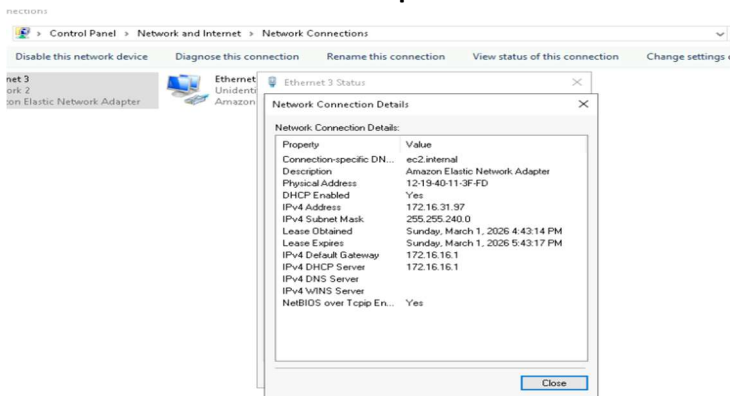 nections
Control Panel > Network and Internet > Network Connections
Disable this network device Diagnose this connection Rename this connection View status of this connection Change settings
net 3
ork 2
zon Elastic Network Adapter
Ethernet
Unidenti
Amazon
Ethernet 3 Status
Network Connection Details
Network Connection Details:
Property Value
Connection-specific DN... ec2.internal
Description Amazon Elastic Network Adapter
Physical Address 12-19-40-11-3F-FD
DHCP Enabled Yes
IPv4 Address 172.16.31.97
IPv4 Subnet Mask 255.255.240.0
Lease Obtained Sunday, March 1, 2026 4:43:14 PM
Lease Expires Sunday, March 1, 2026 5:43:17 PM
IPv4 Default Gateway 172.16.16.1
IPv4 DHCP Server 172.16.16.1
IPv4 DNS Server
IPv4 WINS Server
NetBIOS over Tcpip En... Yes
Close